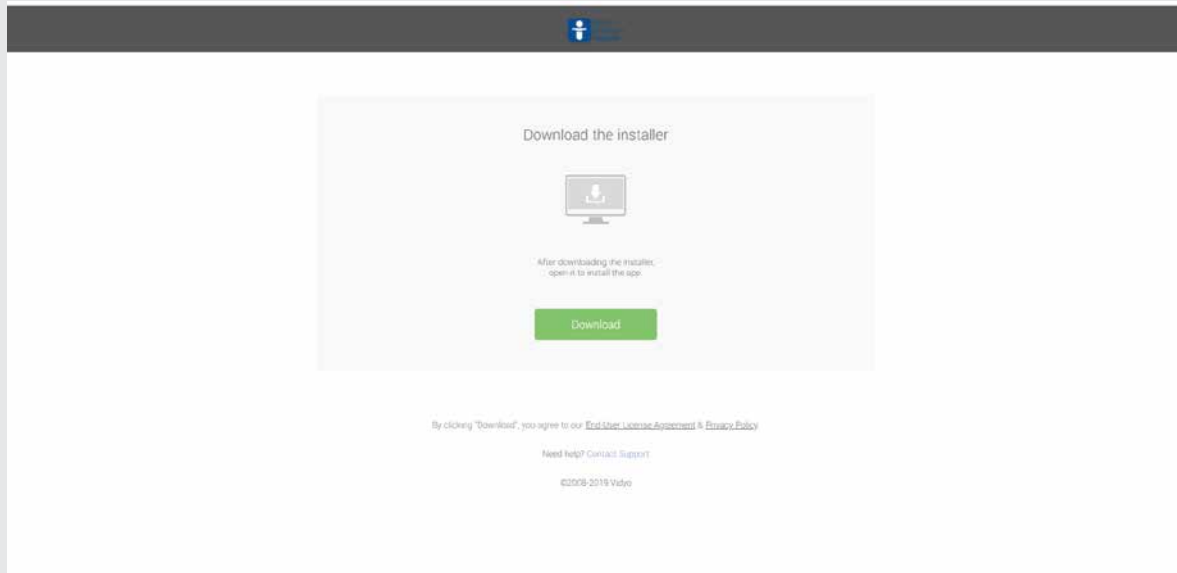 Download the installer
After downloading the installer,
open it to install the app.
Download
By clicking "Download", you agree to our End-User License Agreement & Privacy Policy
Need help? Contact Support
©2008-2019 Vidyo